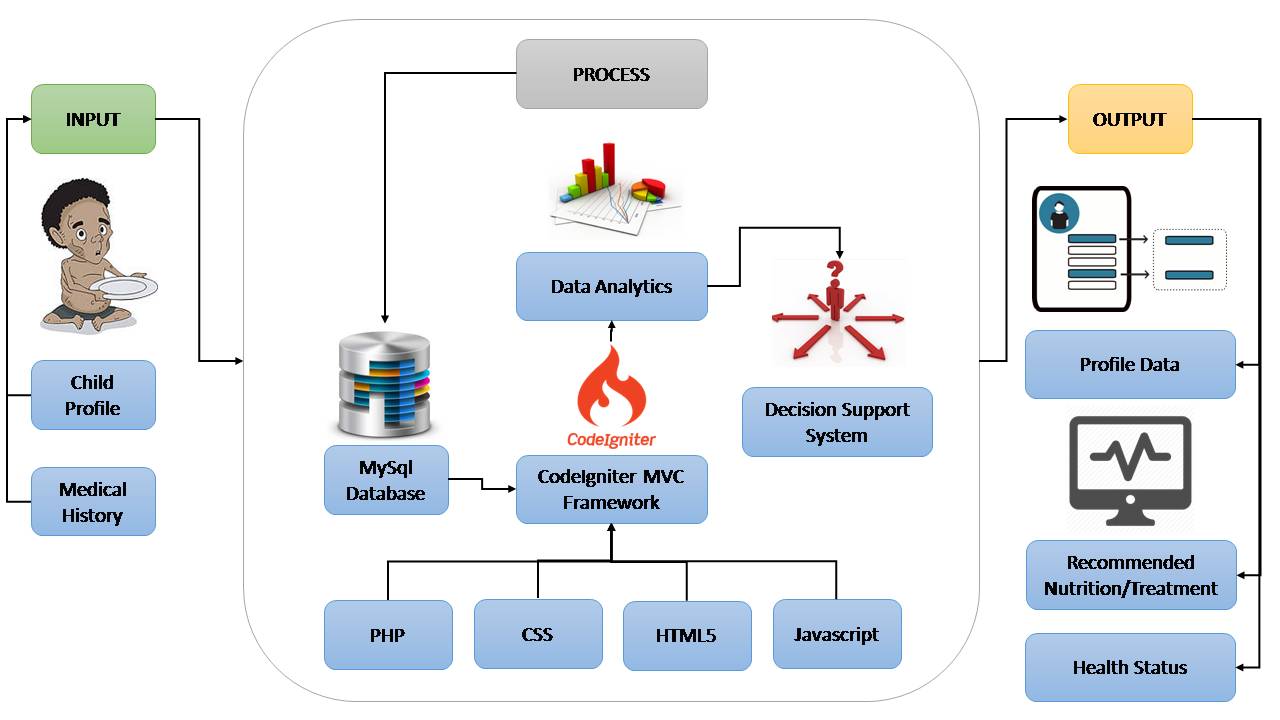 PROCESS
INPUT
OUTPUT
Data Analytics
?
Child
Profile
Profile Data
CodeIgniter
Decision Support
System
MySql
Database
CodeIgniter MVC
Framework
Medical
History
Recommended
Nutrition/Treatment
PHP
CSS
HTML5
Javascript
Health Status